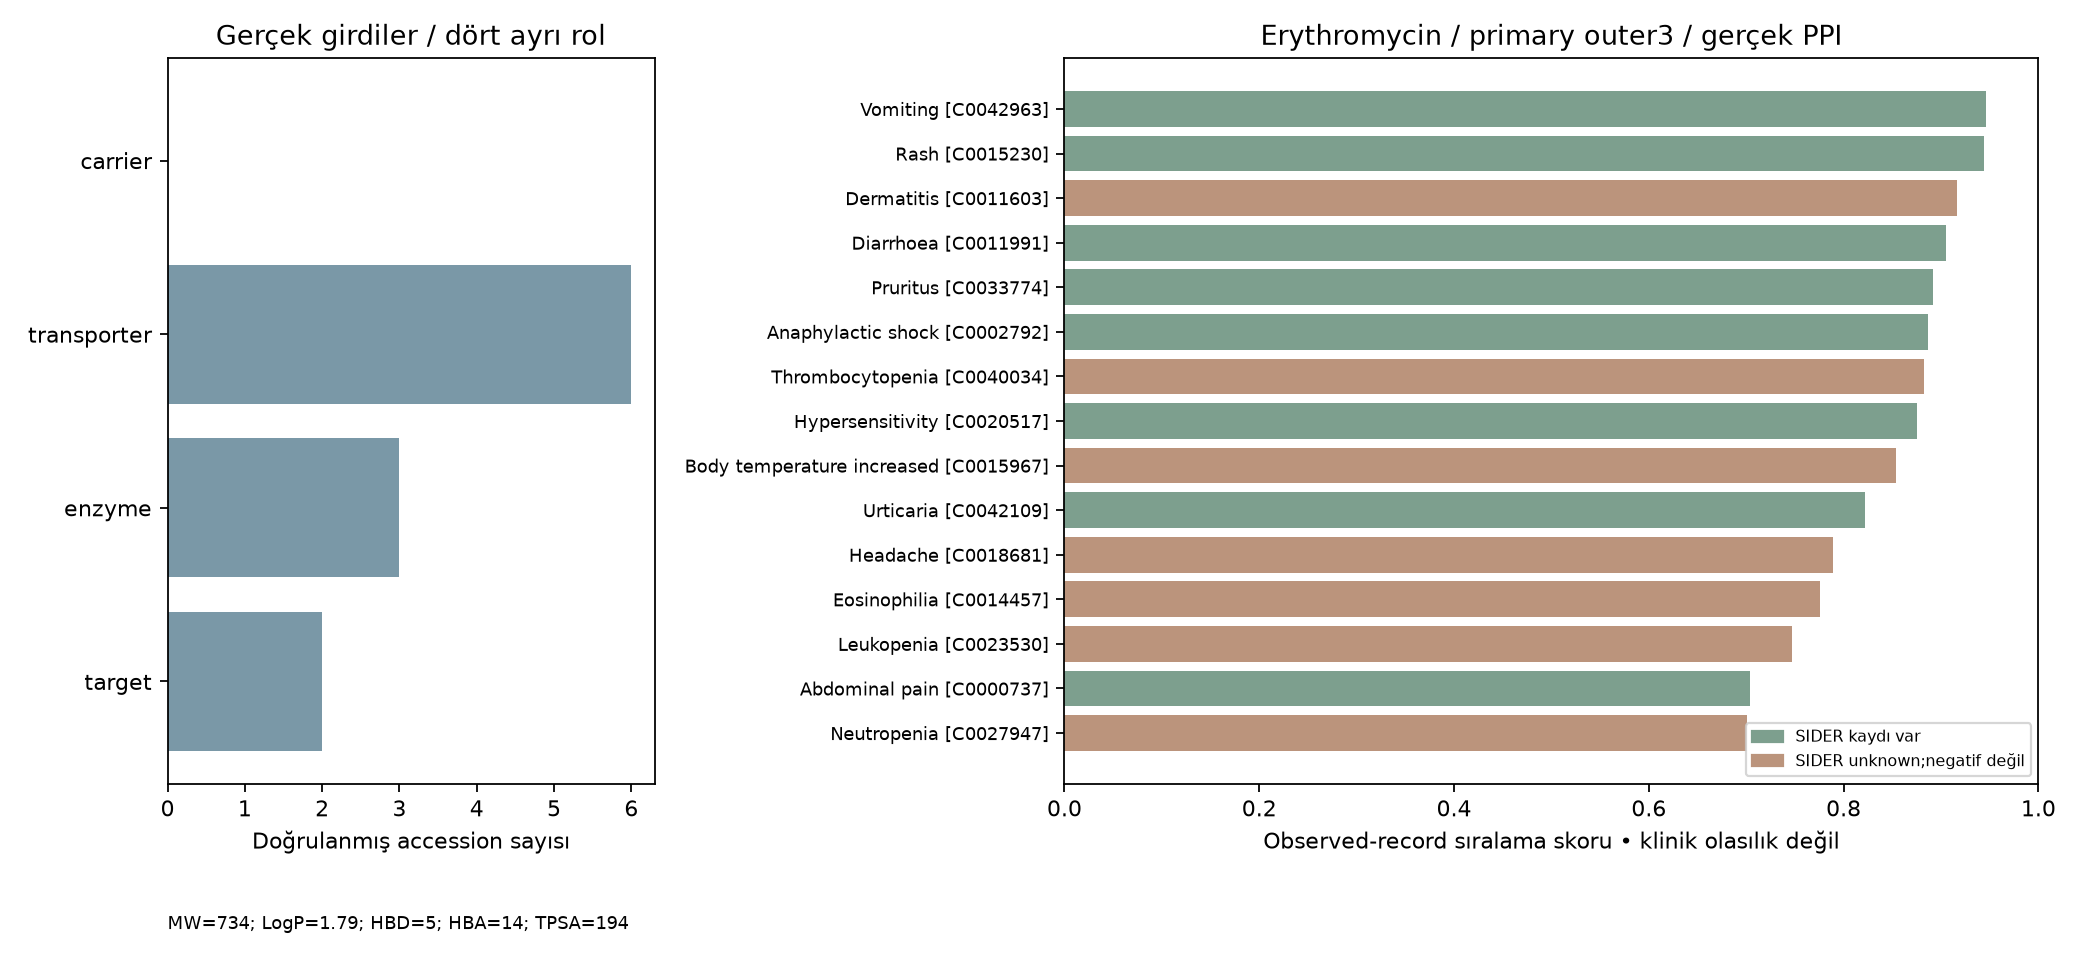 Gerçek girdiler / dört ayrı rol
carrier
transporter
enzyme
target
0 1 2 3 4 5 6
Doğrulanmış accession sayısı
MW=734; LogP=1.79; HBD=5; HBA=14; TPSA=194
Erythromycin / primary outer3 / gerçek PPI
Vomiting [C0042963]
Rash [C0015230]
Dermatitis [C0011603]
Diarrhoea [C0011991]
Pruritus [C0033774]
Anaphylactic shock [C0002792]
Thrombocytopenia [C0040034]
Hypersensitivity [C0020517]
Body temperature increased [C0015967]
Urticaria [C0042109]
Headache [C0018681]
Eosinophilia [C0014457]
Leukopenia [C0023530]
Abdominal pain [C0000737]
Neutropenia [C0027947]
SIDER kaydı var
SIDER unknown;negatif değil
0.0 0.2 0.4 0.6 0.8 1.0
Observed-record sıralama skoru • klinik olasılık değil